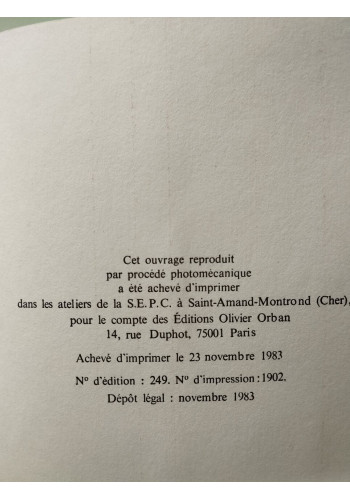 Cet ouvrage reproduit
par procédé photomécanique
a été achevé d'imprimer
dans les ateliers de la S.E.P.C. à Saint-Amand-Montrond (Cher),
pour le compte des Éditions Olivier Orban
14, rue Duphot, 75001 Paris
Achevé d'imprimer le 23 novembre 1983
Nº d'édition : 249. Nº d'impression : 1902.
Dépôt légal : novembre 1983